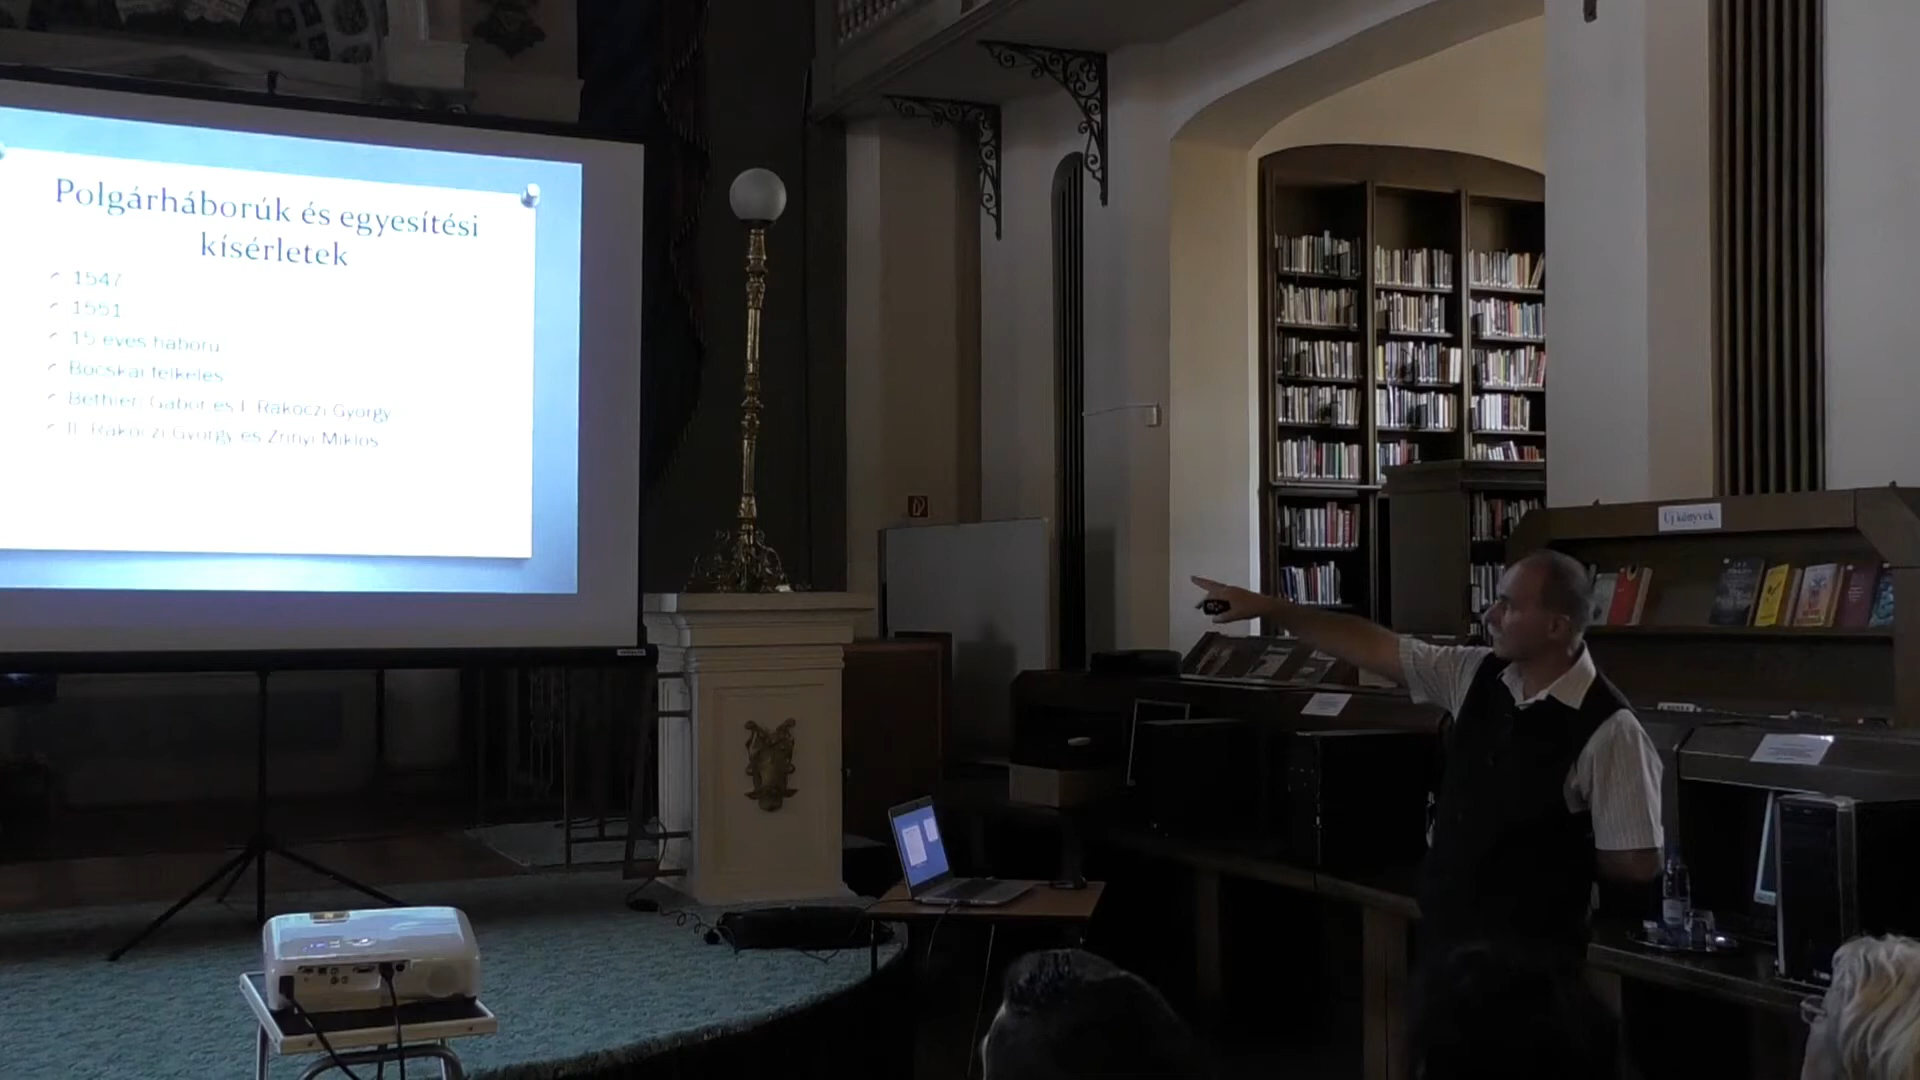 Polgárháborúk és egyesítési
kísérletek
1547
1551
15 éves háború
Bocskai felkelés
Bethlen Gábor és I. Rákóczi György
II. Rákóczi György és Zrínyi Miklós
Új könyvek